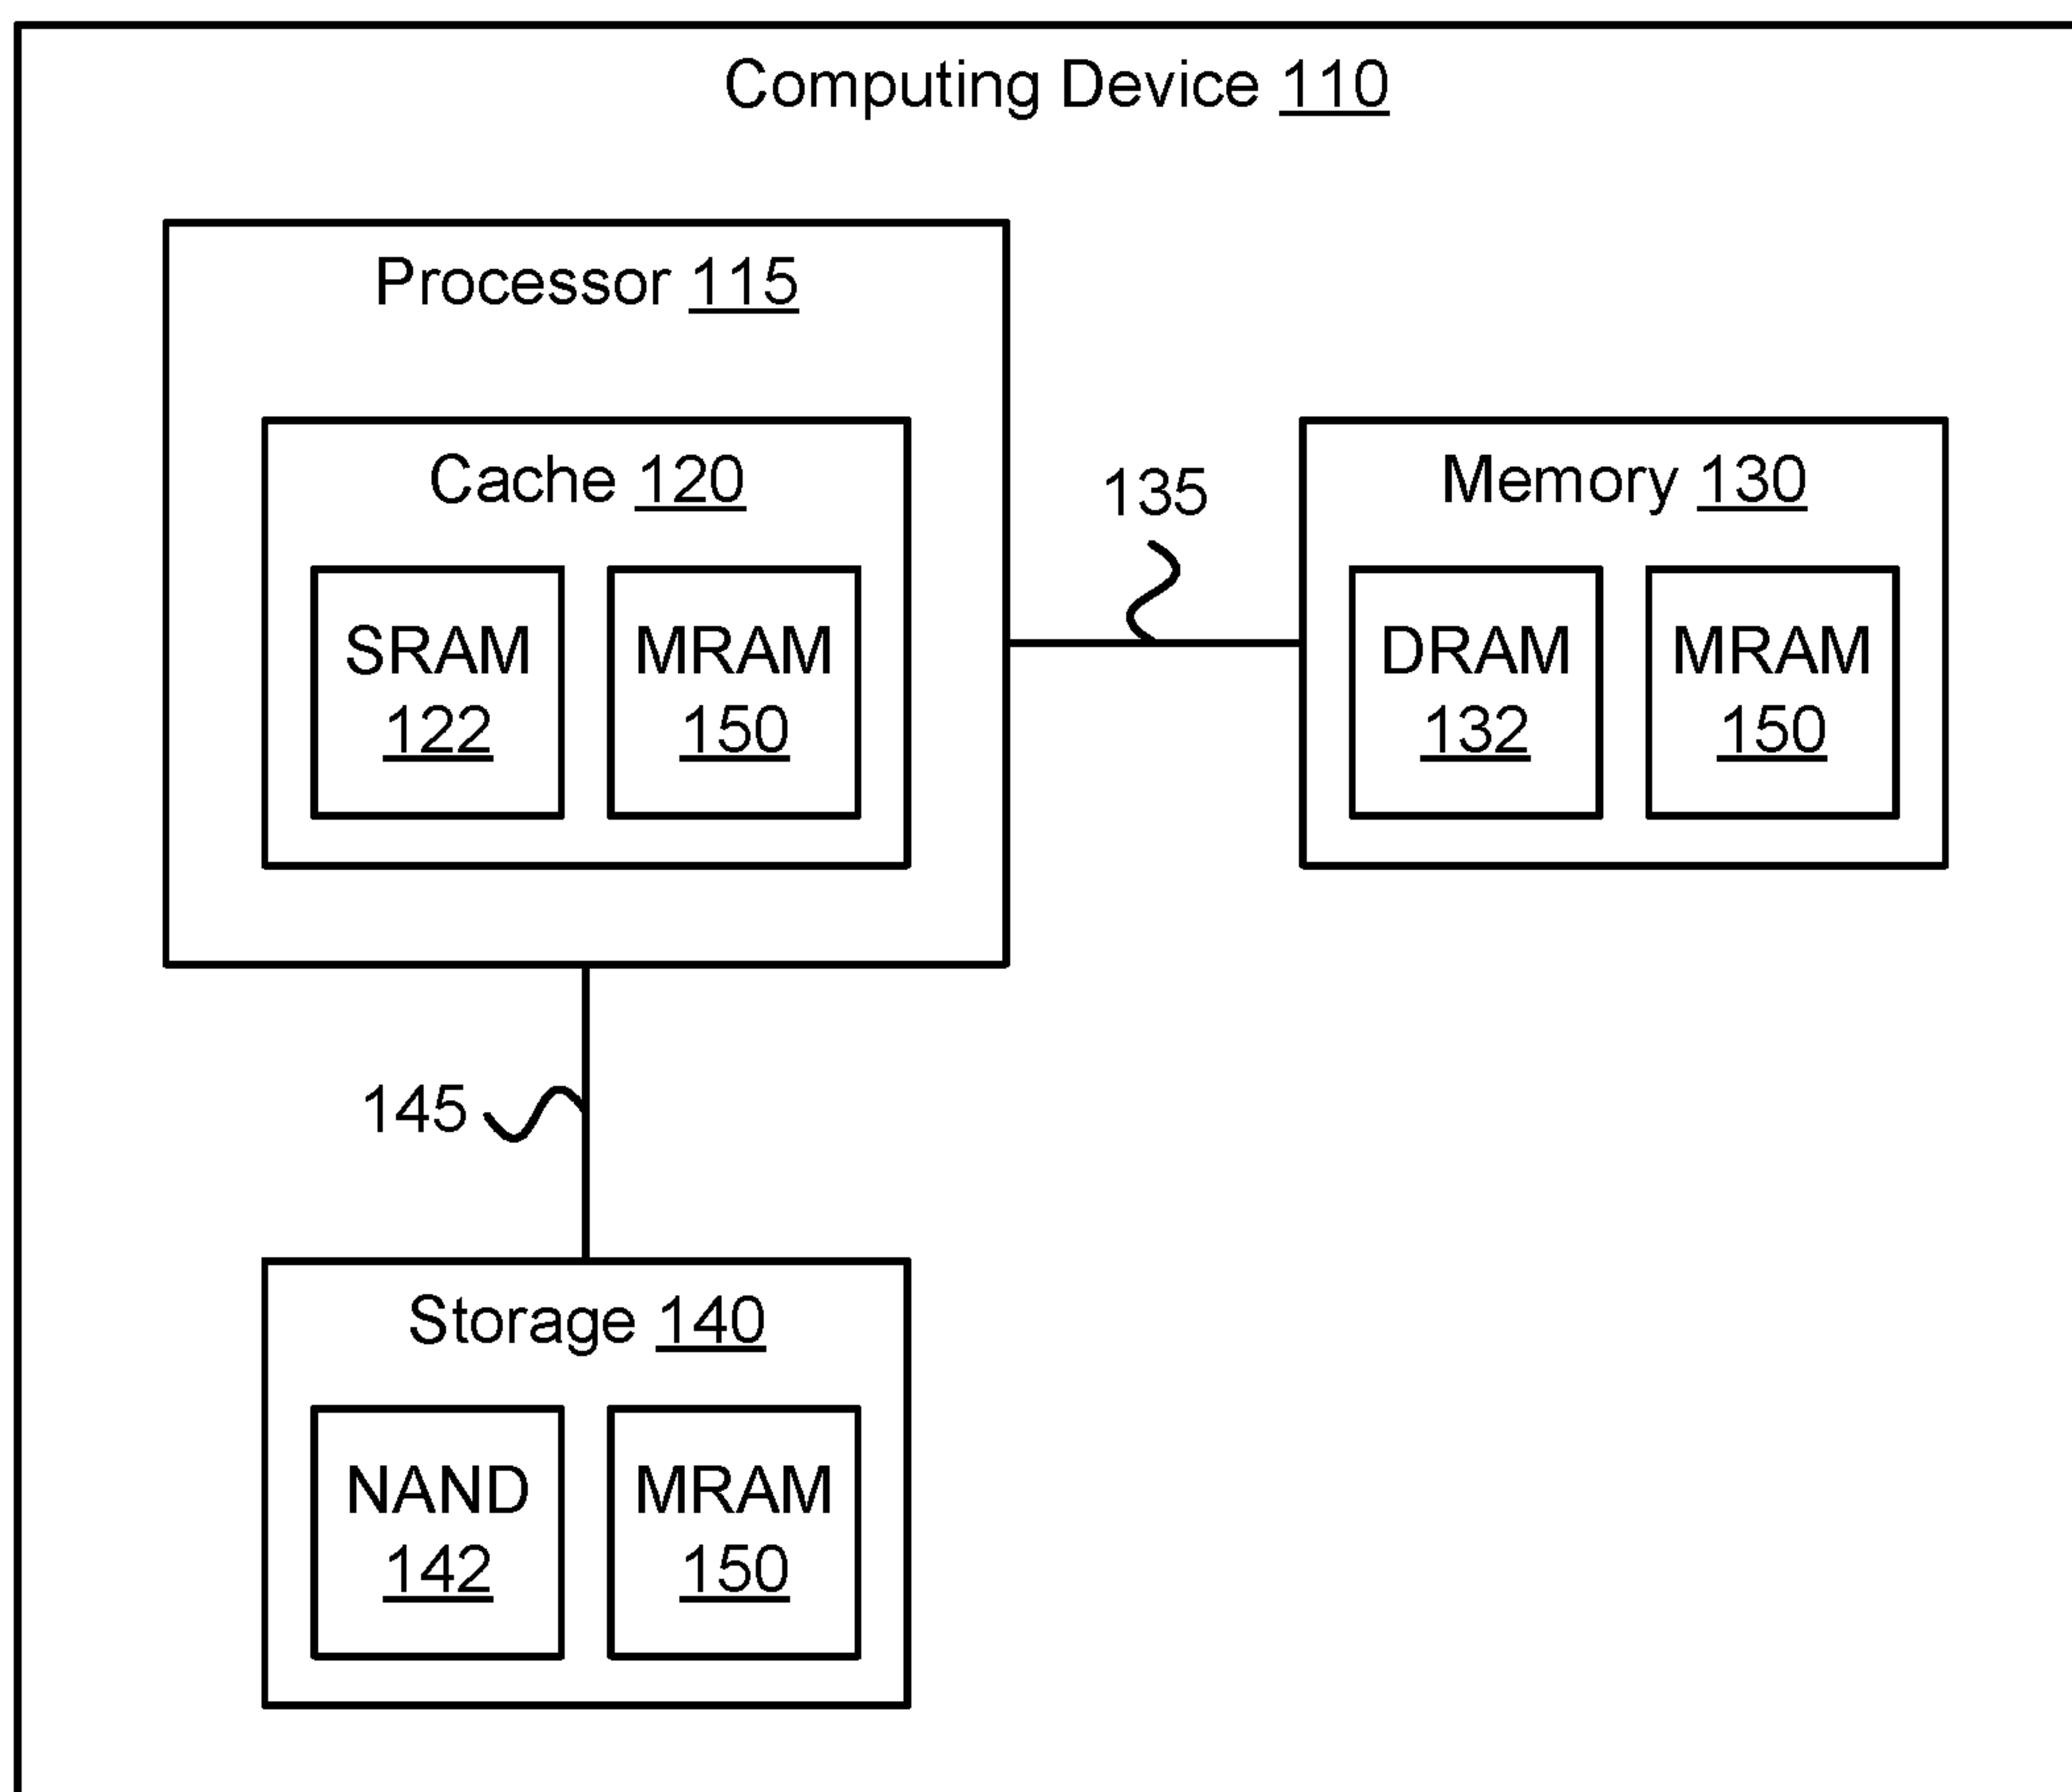 Computing Device 110
Processor 115
Cache 120
SRAM
122
MRAM
150
135
Memory 130
DRAM
132
MRAM
150
145
Storage 140
NAND
142
MRAM
150